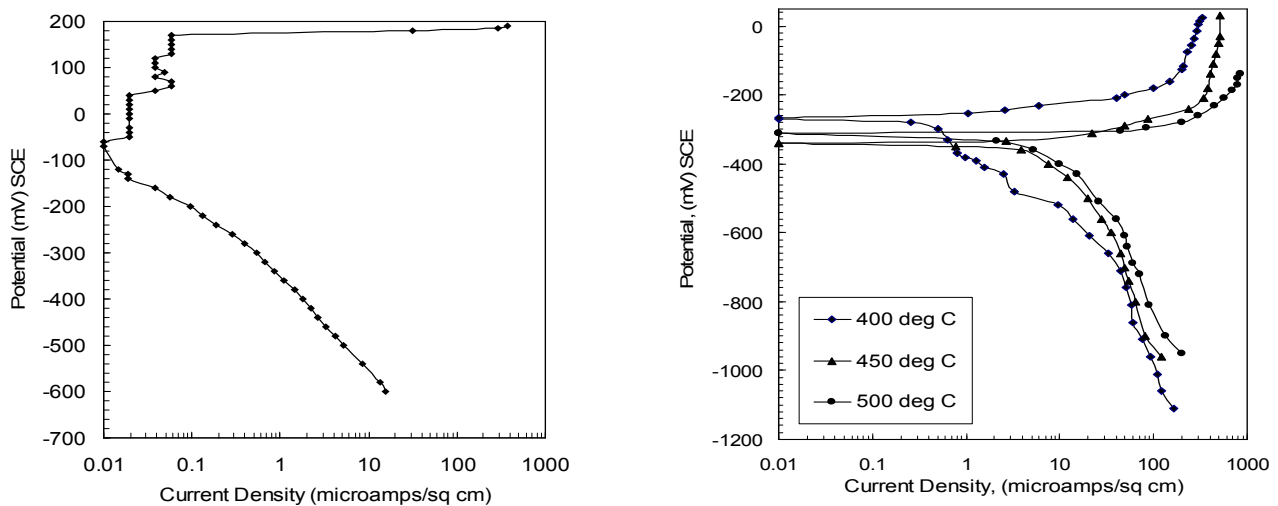 200
100
0
-100
-200
-300
-400
-500
-600
-700
Potential (mV) SCE
0.01 0.1 1 10 100 1000
Current Density (microamps/sq cm)
0
-200
-400
-600
-800
-1000
-1200
Potential, (mV) SCE
400 deg C
450 deg C
500 deg C
0.01 0.1 1 10 100 1000
Current Density, (microamps/sq cm)